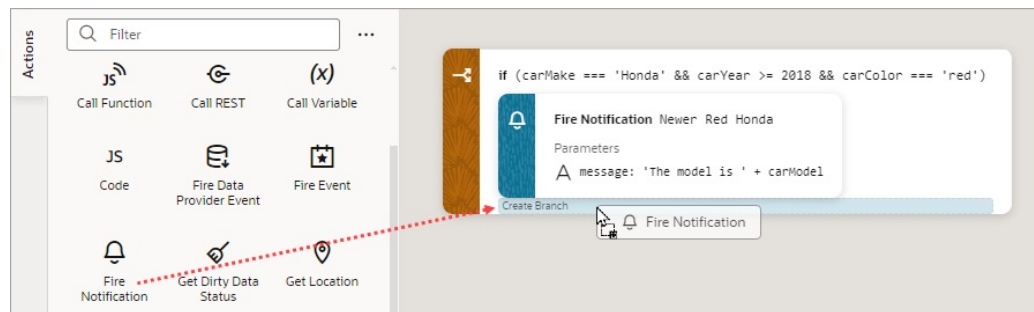 Actions
Filter
Call Function
Call REST
(x)
Call Variable
JS
JS
Code
Fire Data
Provider Event
Fire Event
Fire
Notification
Get Dirty Data
Status
Get Location
if (carMake === 'Honda' && carYear >= 2018 && carColor === 'red')
Fire Notification Newer Red Honda
Parameters
A message: 'The model is ' + carModel
Create Branch
Fire Notification